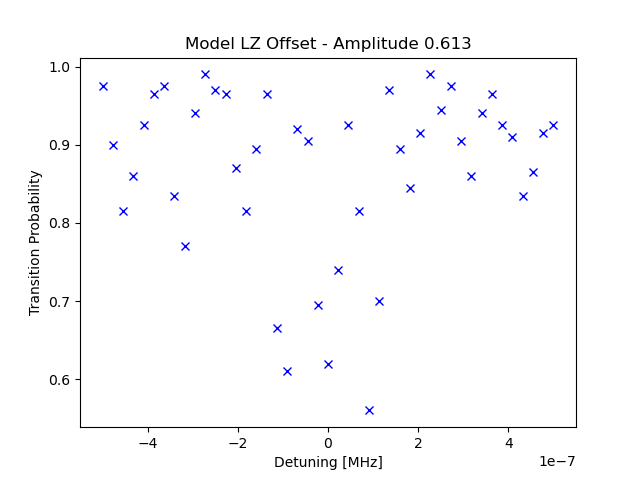 Model LZ Offset - Amplitude 0.613
Transition Probability
1.0
0.9
0.8
0.7
0.6
−4
−2
0
2
4
1e−7
Detuning [MHz]